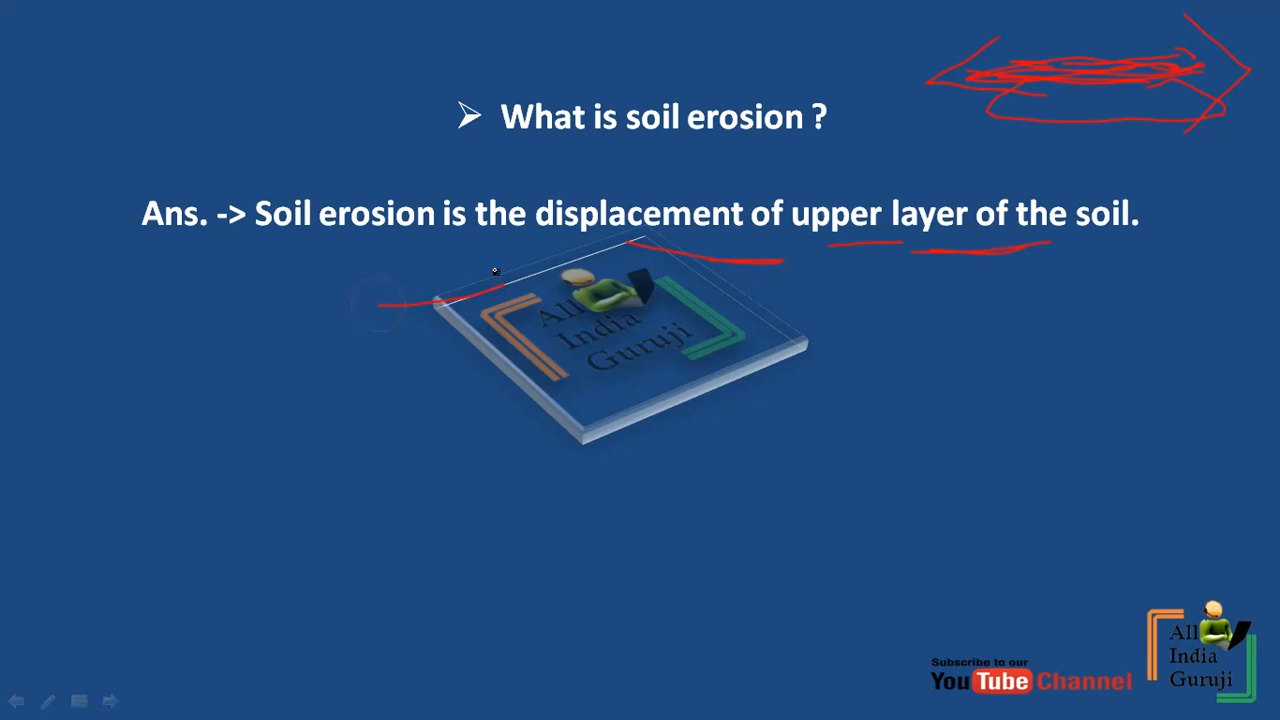 ➢ What is soil erosion ?
Ans. -> Soil erosion is the displacement of upper layer of the soil.
All
India
Guruji
Subscribe to our
YouTube Channel
All
India
Guruji